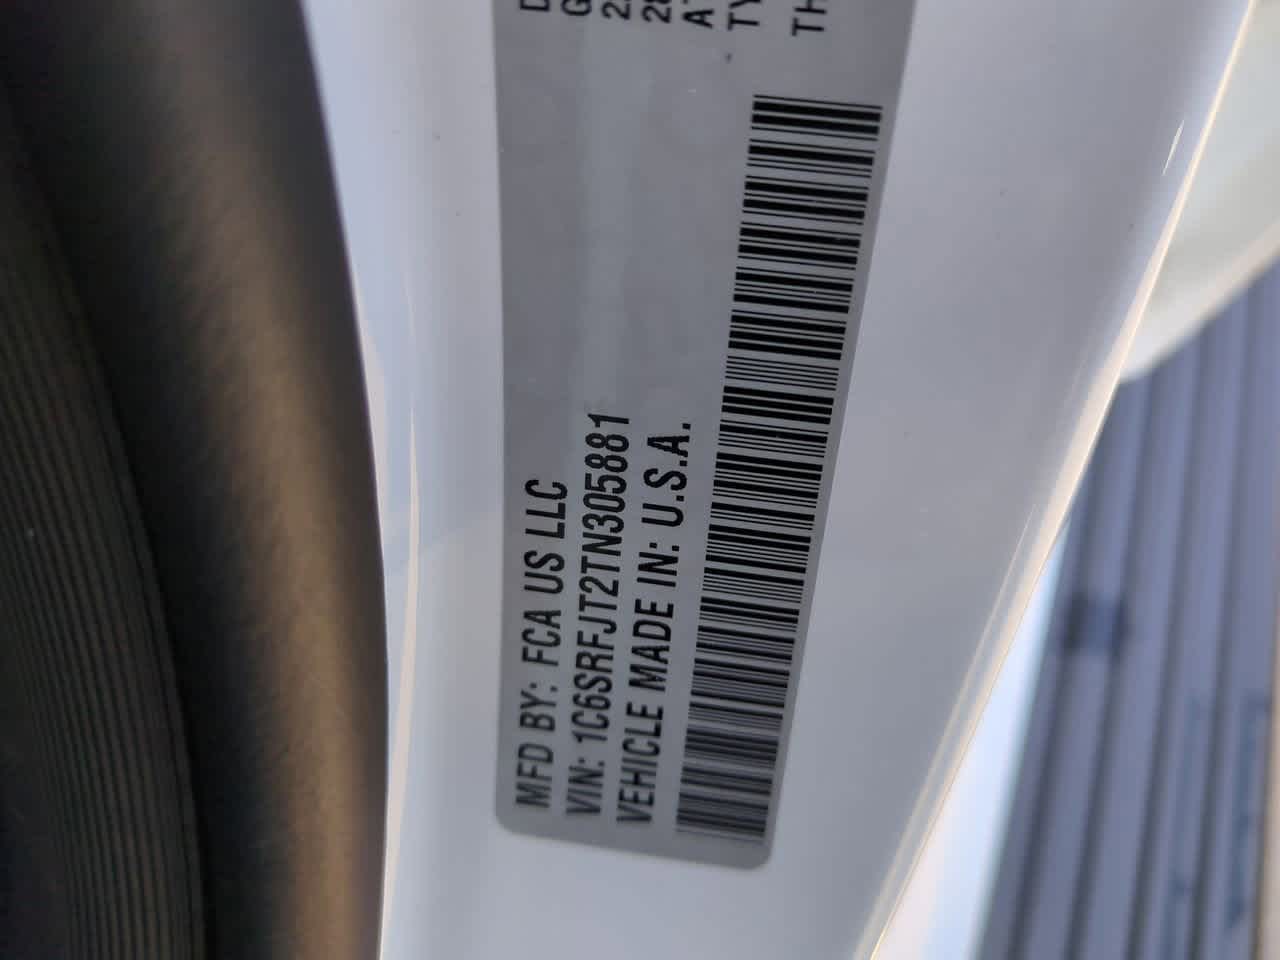 MFD BY: FCA US LLC
VIN: 1C6SRFJT2TN305881
VEHICLE MADE IN: U.S.A.